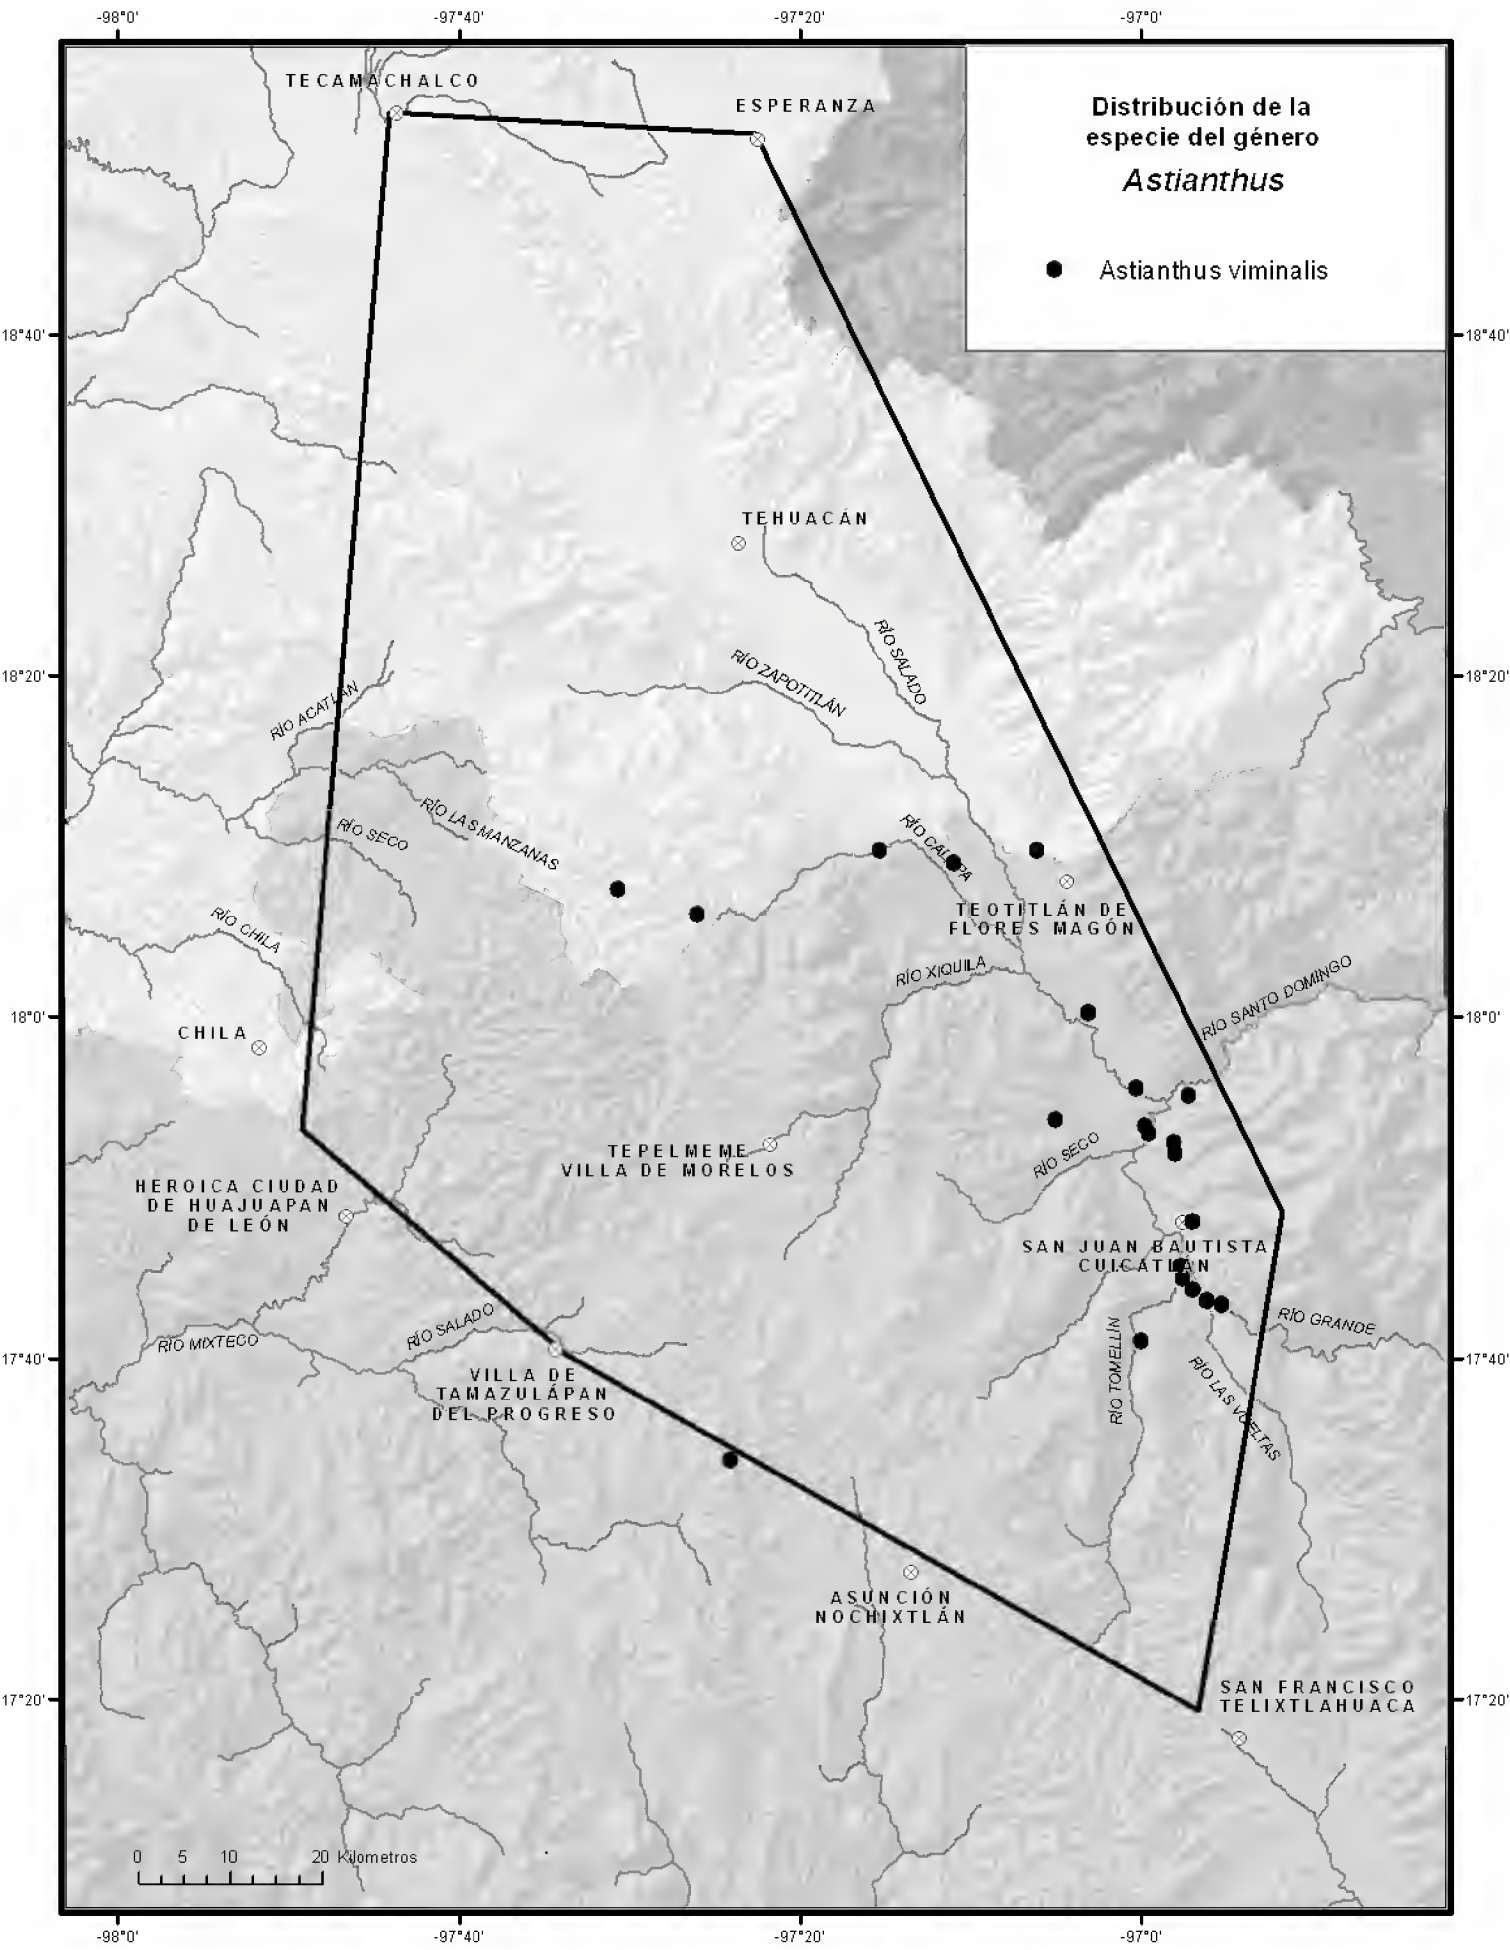 -98°0'
-97°40'
-97°20'
-97°0'
TECAMACHALCO
ESPERANZA
Distribución de la
especie del género
Astianthus
Astianthus viminalis
18°40'
18°40'
TEHUACÁN
RÍO SALADO
RÍO ZAPOTITLÁN
18°20'
18°20'
RÍO ACATLÁN
RÍO LAS MANZANAS
RÍO SECO
RÍO CALAPA
TEOTITLÁN DE
FLORES MAGÓN
RÍO CHILA
RÍO XIQUILA
RÍO SANTO DOMINGO
18°0'
18°0'
CHILA
TEPELMEME
VILLA DE MORELOS
RÍO SECO
HEROICA CIUDAD
DE HUAJUAPAN
DE LEÓN
SAN JUAN BAUTISTA
CUICATLÁN
RÍO MIXTECO
RÍO SALADO
RÍO GRANDE
17°40'
17°40'
RÍO TOMELLÍN
RÍO LAS VUELTAS
VILLA DE
TAMAZULÁPAN
DEL PROGRESO
ASUNCIÓN
NOCHIXTLÁN
17°20'
17°20'
SAN FRANCISCO
TELIXTLAHUACA
0 5 10 20 Kilometros
-98°0'
-97°40'
-97°20'
-97°0'